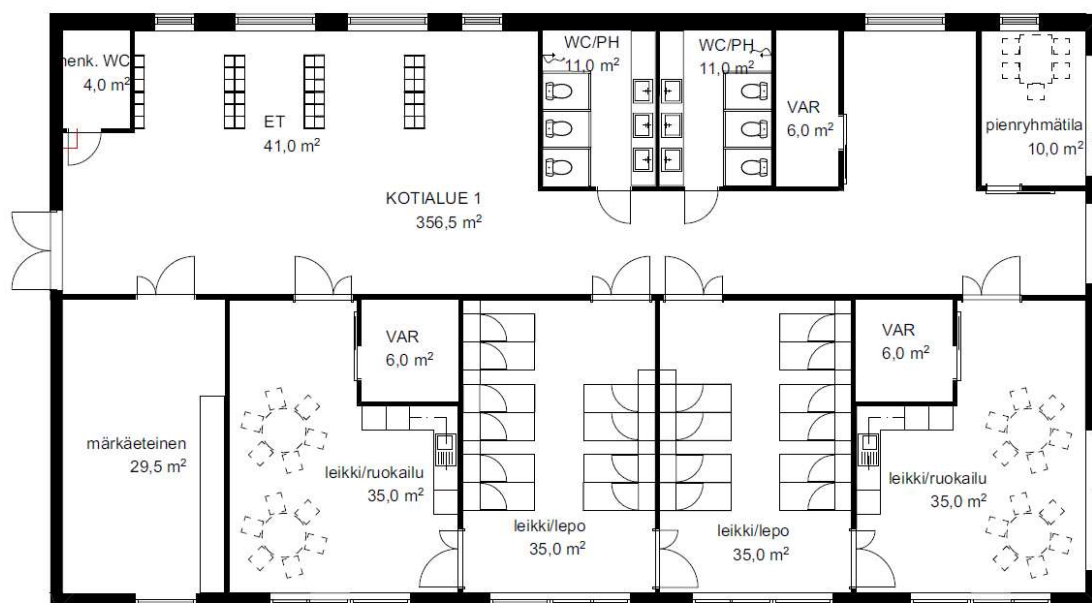 henk. WC
4,0 m²
ET
41,0 m²
WC/PH
11,0 m²
WC/PH
11,0 m²
VAR
6,0 m²
pienryhmätila
10,0 m²
KOTIALUE 1
356,5 m²
märkäeteinen
29,5 m²
VAR
6,0 m²
leikki/ruokailu
35,0 m²
leikki/lepo
35,0 m²
leikki/lepo
35,0 m²
VAR
6,0 m²
leikki/ruokailu
35,0 m²